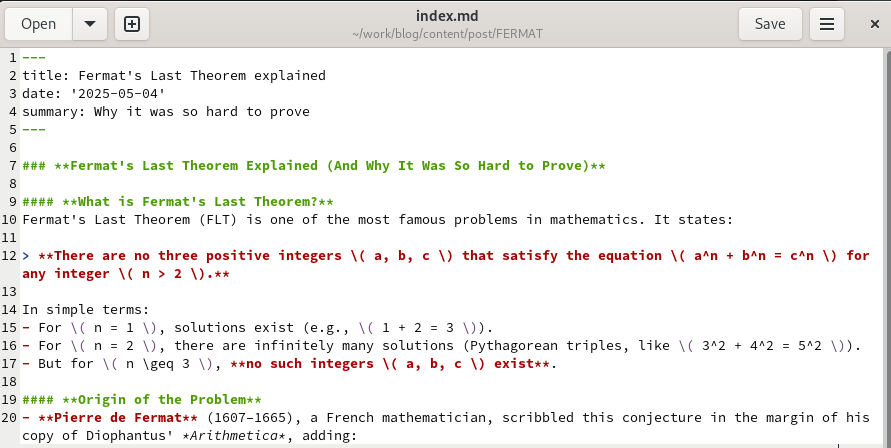 Open
index.md
~/work/blog/content/post/FERMAT
Save
1 ---
2 title: Fermat's Last Theorem explained
3 date: '2025-05-04'
4 summary: Why it was so hard to prove
5 ---
6
7 ### **Fermat's Last Theorem Explained (And Why It Was So Hard to Prove)**
8
9 #### **What is Fermat's Last Theorem?**
10 Fermat's Last Theorem (FLT) is one of the most famous problems in mathematics. It states:
11
12 > **There are no three positive integers \( a, b, c \) that satisfy the equation \( a^n + b^n = c^n \) for
any integer \( n > 2 \).**
13
14 In simple terms:
15 - For \( n = 1 \), solutions exist (e.g., \( 1 + 2 = 3 \)).
16 - For \( n = 2 \), there are infinitely many solutions (Pythagorean triples, like \( 3^2 + 4^2 = 5^2 \)).
17 - But for \( n \geq 3 \), **no such integers \( a, b, c \) exist**.
18
19 #### **Origin of the Problem**
20 - **Pierre de Fermat** (1607–1665), a French mathematician, scribbled this conjecture in the margin of his
copy of Diophantus' *Arithmetica*, adding: